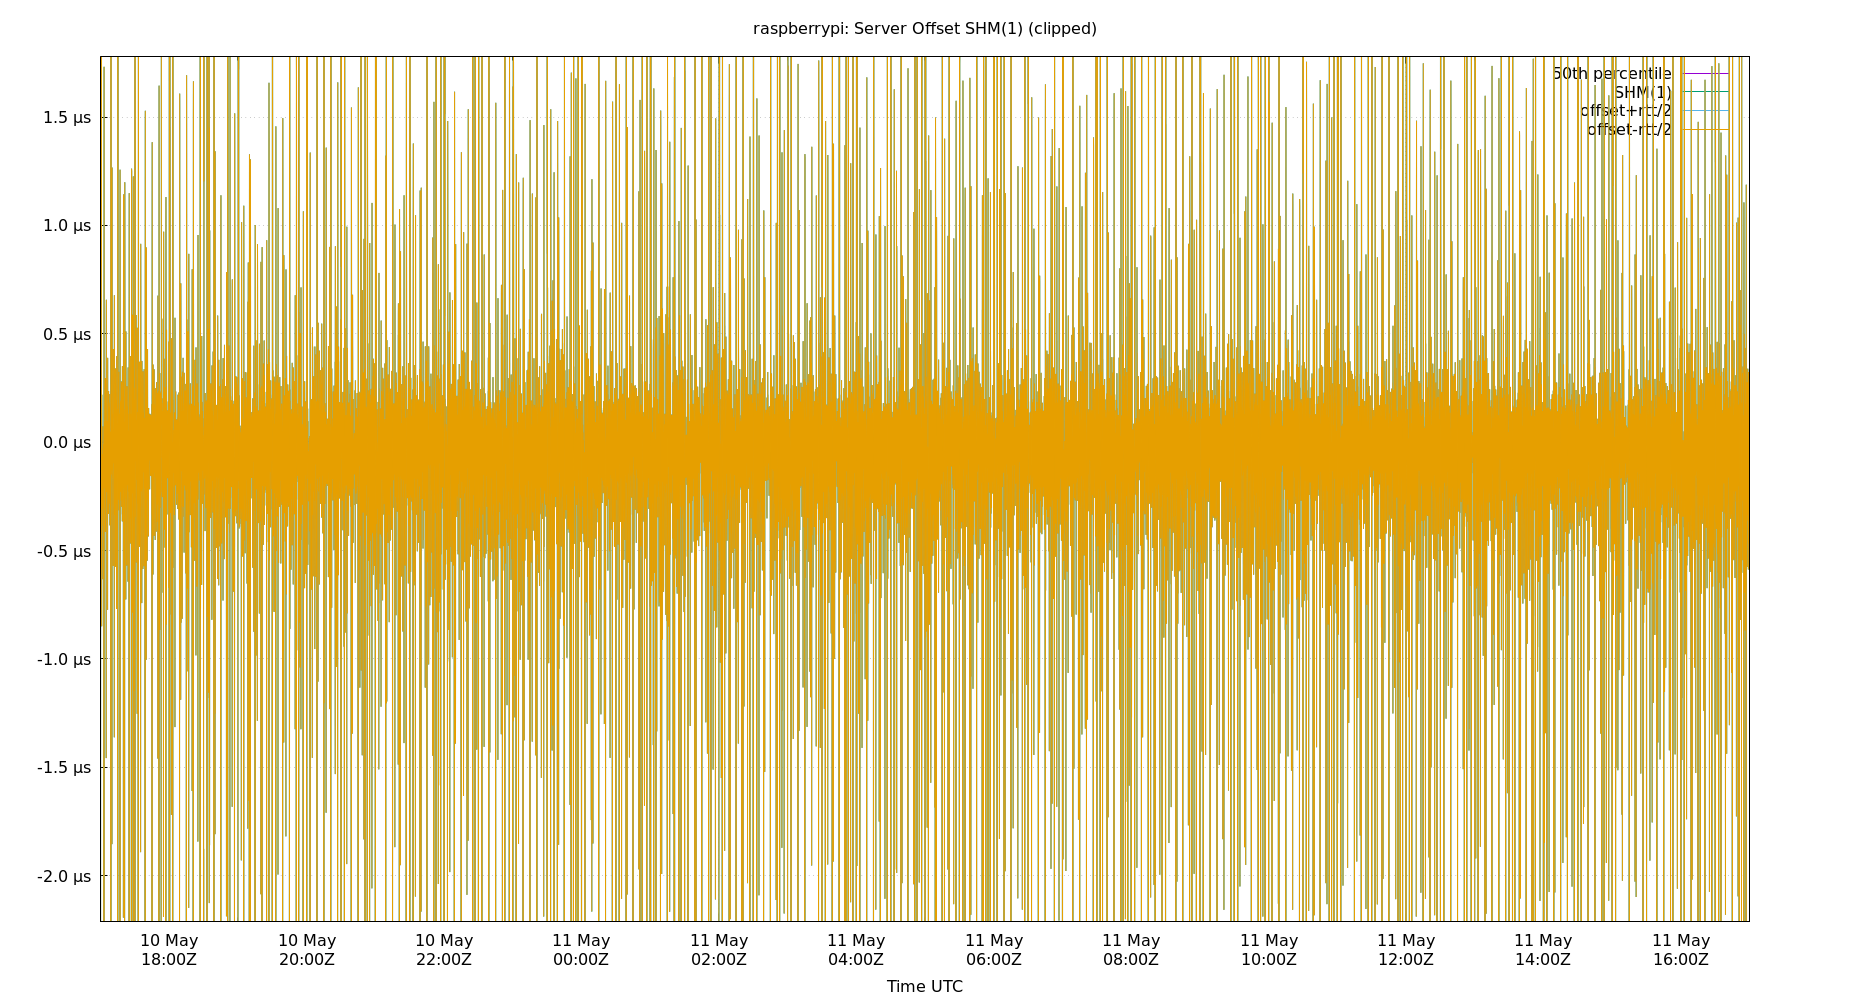 raspberrypi: Server Offset SHM(1) (clipped)
50th percentile
SHM(1)
offset+rtt/2
offset-rtt/2
1.5 µs
1.0 µs
0.5 µs
0.0 µs
-0.5 µs
-1.0 µs
-1.5 µs
-2.0 µs
10 May 10 May 10 May 11 May 11 May 11 May 11 May 11 May 11 May 11 May 11 May 11 May
18:00Z 20:00Z 22:00Z 00:00Z 02:00Z 04:00Z 06:00Z 08:00Z 10:00Z 12:00Z 14:00Z 16:00Z
Time UTC